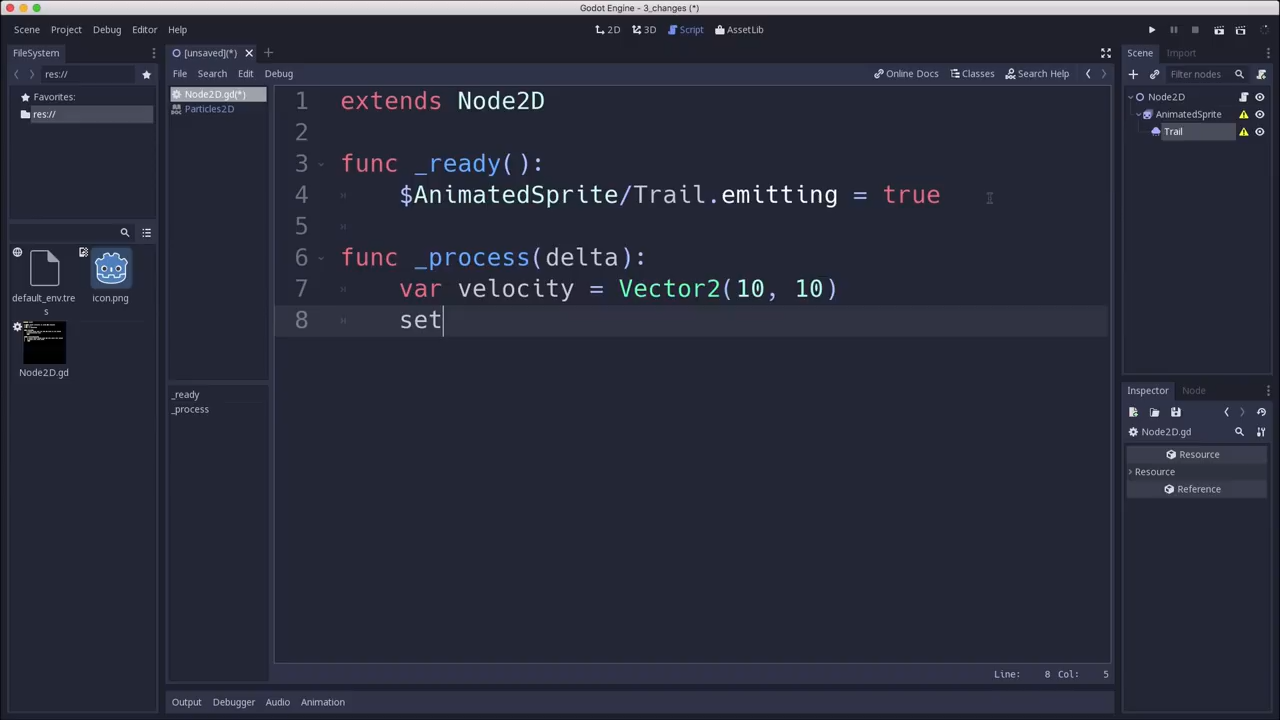 Godot Engine - 3_changes (*)
Scene Project Debug Editor Help
2D 3D Script AssetLib
FileSystem
res://
Favorites:
res://
default_env.tre
s
icon.png
Node2D.gd
[unsaved](*)
File Search Edit Debug
Online Docs Classes Search Help
Node2D.gd(*)
Particles2D
_ready
_process
1 extends Node2D
2
3 func _ready():
4 $AnimatedSprite/Trail.emitting = true
5
6 func _process(delta):
7 var velocity = Vector2(10, 10)
8 set
Line: 8 Col: 5
Output Debugger Audio Animation
Scene Import
Filter nodes
Node2D
AnimatedSprite
Trail
Inspector Node
Node2D.gd
Resource
Resource
Reference